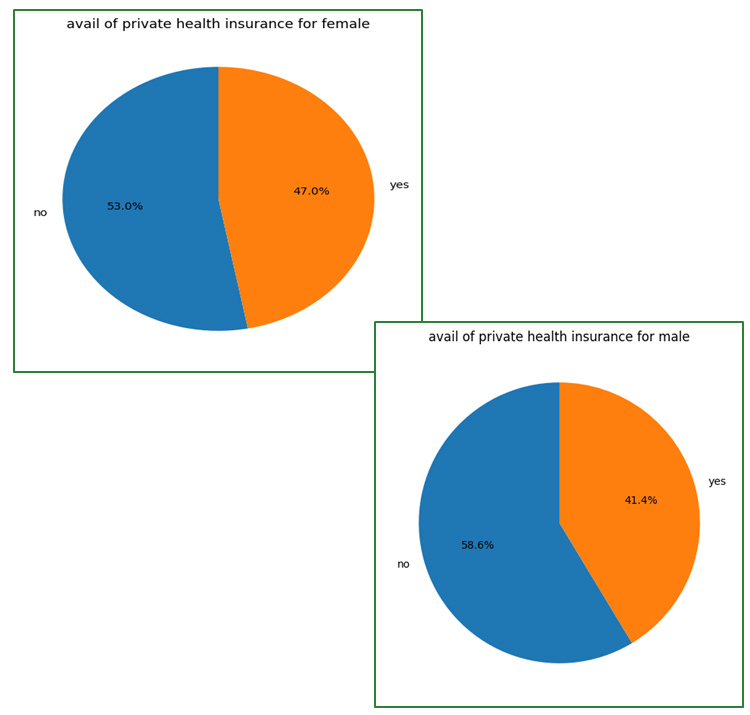 avail of private health insurance for female
47.0%
yes
53.0%
no
avail of private health insurance for male
yes
41.4%
58.6%
no